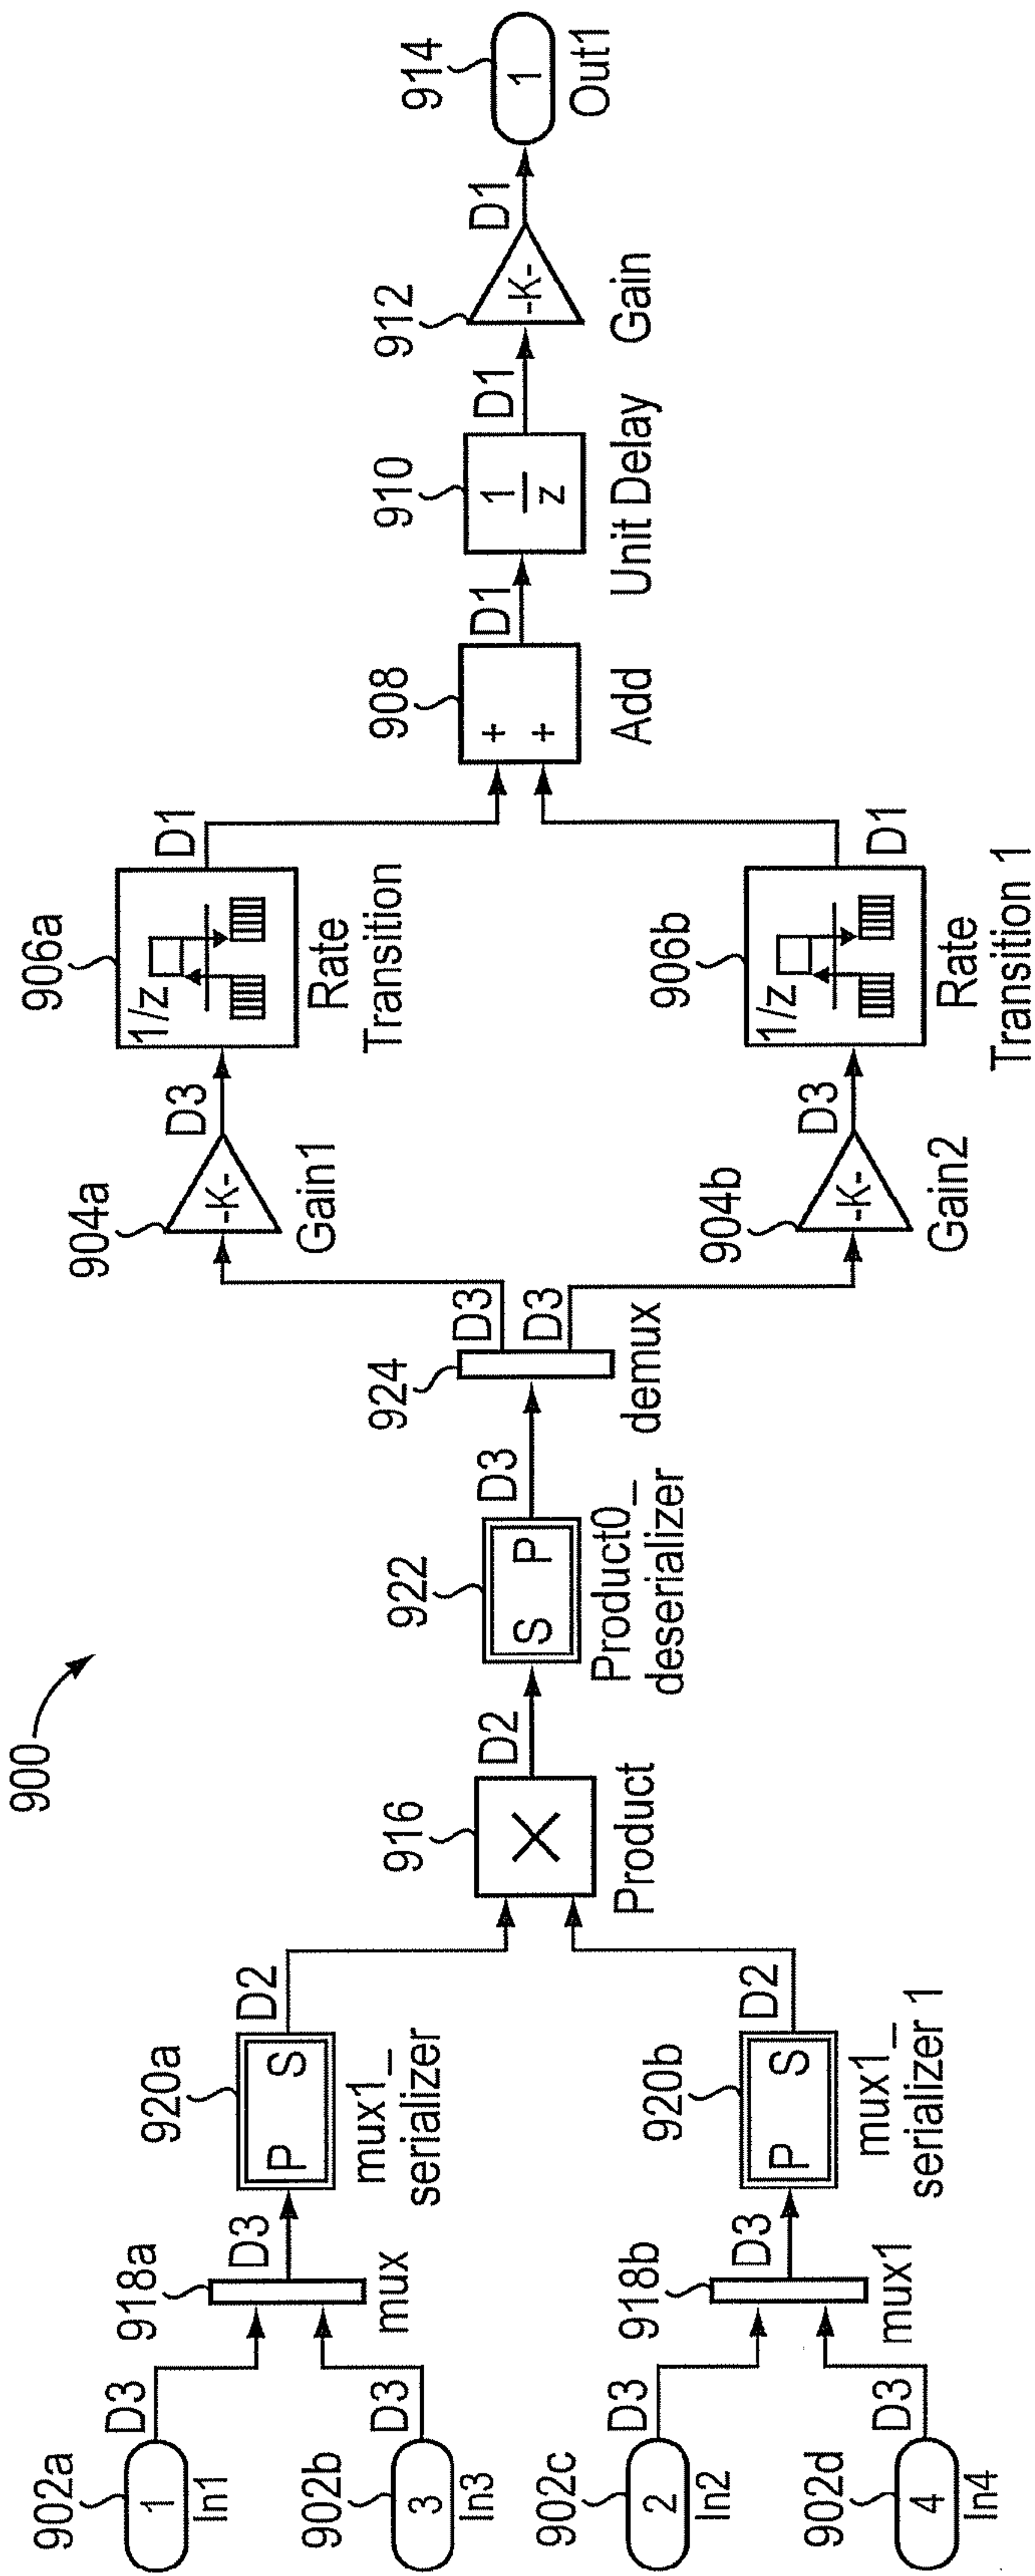 900
902a
1
In1
D3
902b
3
In3
D3
918a
mux
D3
920a
P S
mux1_
serializer
D2
902c
2
In2
D3
902d
4
In4
D3
918b
mux1
D3
920b
P S
mux1_
serializer 1
D2
916
Product
D2
922
S P
Product0_
deserializer
D3
924
demux
D3
D3
904a
-K-
Gain1
D3
906a
1/z
Rate
Transition
D1
904b
-K-
Gain2
D3
906b
1/z
Rate
Transition 1
D1
908
+
+
Add
D1
910
1
z
Unit Delay
D1
912
-K-
Gain
D1
914
1
Out1